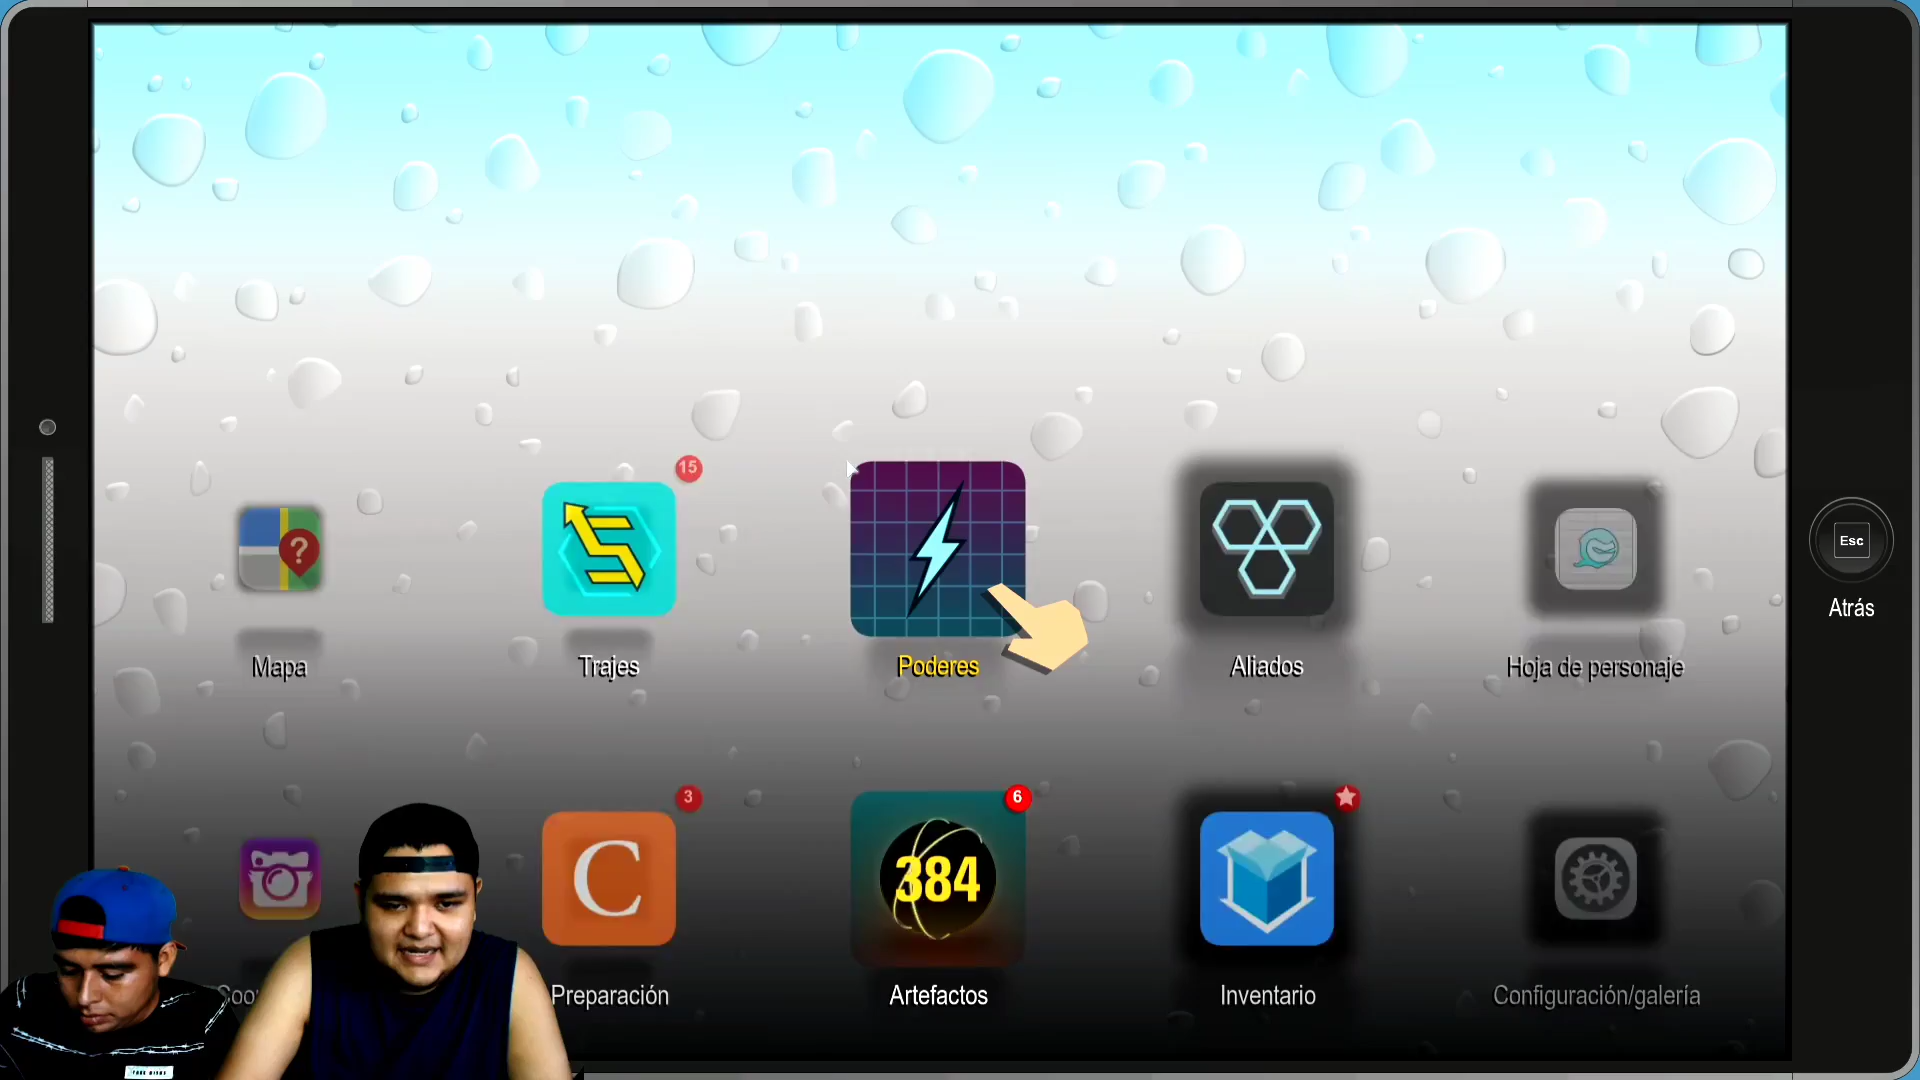 15
?
Esc
Atrás
Mapa
Trajes
Poderes
Aliados
Hoja de personaje
3
6
C
384
Preparación
Artefactos
Inventario
Configuración/galería